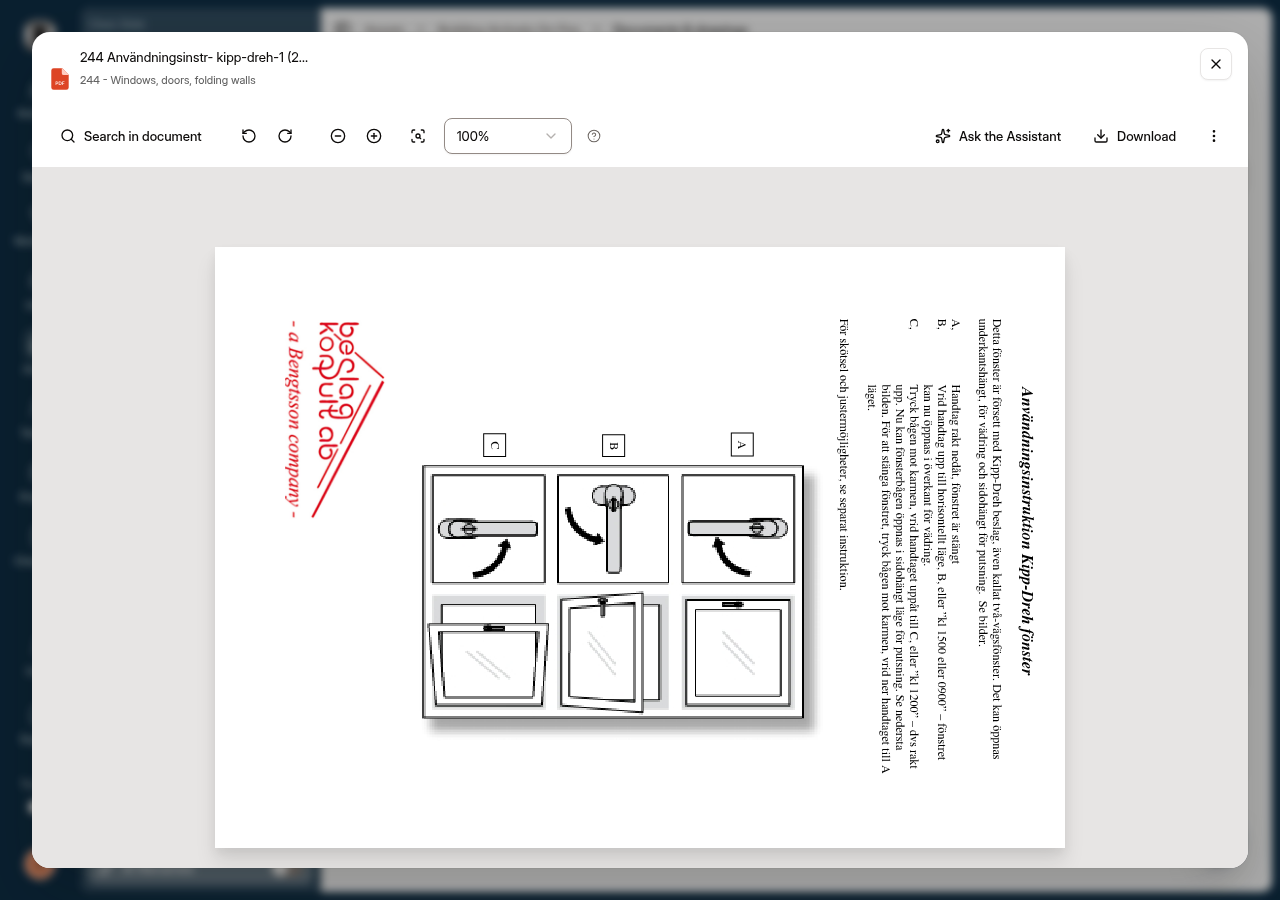 244 Användningsinstr- kipp-dreh-1 (2...
244 - Windows, doors, folding walls
Search in document
100%
Ask the Assistant
Download
Användningsinstruktion Kipp-Dreh fönster
Detta fönster är försett med Kipp-Dreh beslag, även kallat två-vägsfönster. Det kan öppnas
underkantshängt, för vädring och sidohängt för putsning. Se bilder.
A. Handtag rakt nedåt, fönstret är stängt
B. Vrid handtag upp till horisontellt läge. B, eller ”kl 1500 eller 0900” – fönstret
kan nu öppnas i överkant för vädring.
C. Tryck bågen mot karmen, vrid handtaget uppåt till C, eller ”kl 1200” – dvs rakt
upp. Nu kan fönsterbågen öppnas i sidohängt läge för putsning. Se nedersta
bilden. För att stänga fönstret, tryck bågen mot karmen, vrid ner handtaget till A
läget.
För skötsel och justermöjligheter, se separat instruktion.
A
B
C
beslag
konsult ab
- a Bengtsson company -